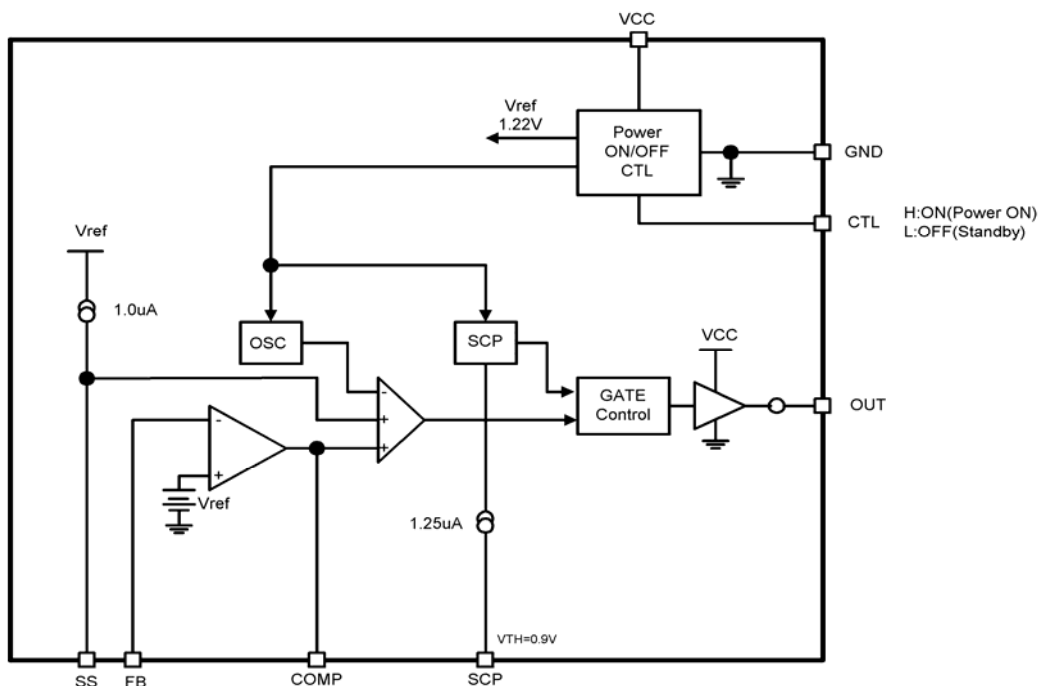 VCC
Vref
1.22V
Power
ON/OFF
CTL
GND
CTL
H:ON(Power ON)
L:OFF(Standby)
Vref
1.0uA
OSC
SCP
VCC
GATE
Control
OUT
-
+
+
-
+
Vref
1.25uA
VTH=0.9V
SS
FB
COMP
SCP